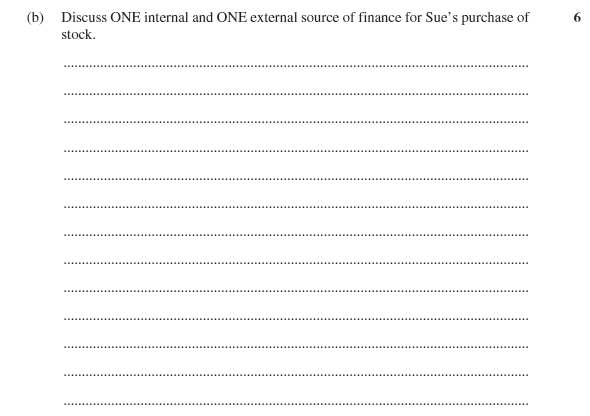 (b) Discuss ONE internal and ONE external source of finance for Sue’s purchase of 6
stock.